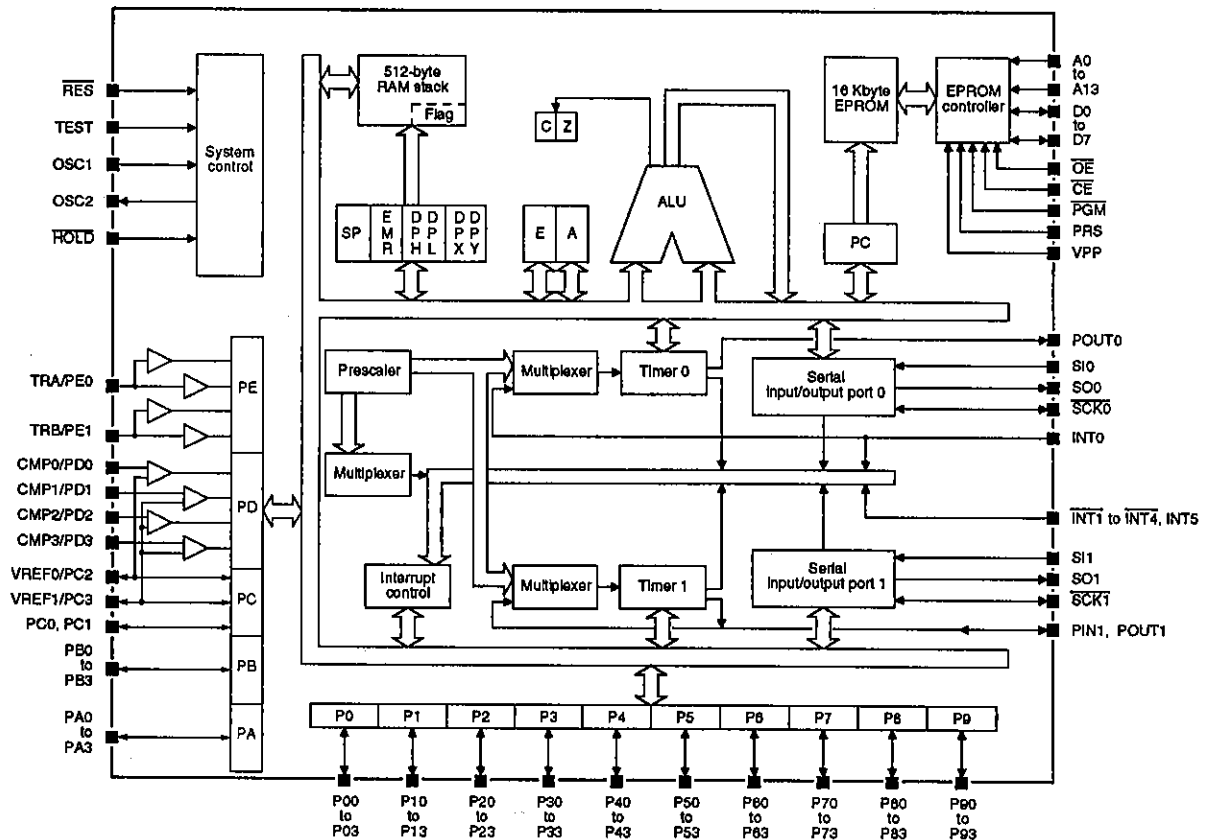 RES
TEST
OSC1
OSC2
HOLD
System
control
512-byte
RAM stack
Flag
C Z
SP
EMR
DPH
DPL
DPX
DPY
E A
ALU
16 Kbyte
EPROM
EPROM
controller
PC
A0
to
A13
D0
to
D7
OE
CE
PGM
PRS
VPP
TRA/PE0
TRB/PE1
CMP0/PD0
CMP1/PD1
CMP2/PD2
CMP3/PD3
VREF0/PC2
VREF1/PC3
PC0, PC1
PB0
to
PB3
PA0
to
PA3
PE
PD
PC
PB
PA
Prescaler
Multiplexer
Timer 0
Serial
input/output port 0
Multiplexer
Interrupt
control
Multiplexer
Timer 1
Serial
input/output port 1
POUT0
SI0
SO0
SCK0
INT0
INT1 to INT4, INT5
SI1
SO1
SCK1
PIN1, POUT1
P0 P1 P2 P3 P4 P5 P6 P7 P8 P9
P00 P10 P20 P30 P40 P50 P60 P70 P80 P90
to to to to to to to to to to
P03 P13 P23 P33 P43 P53 P63 P73 P83 P93